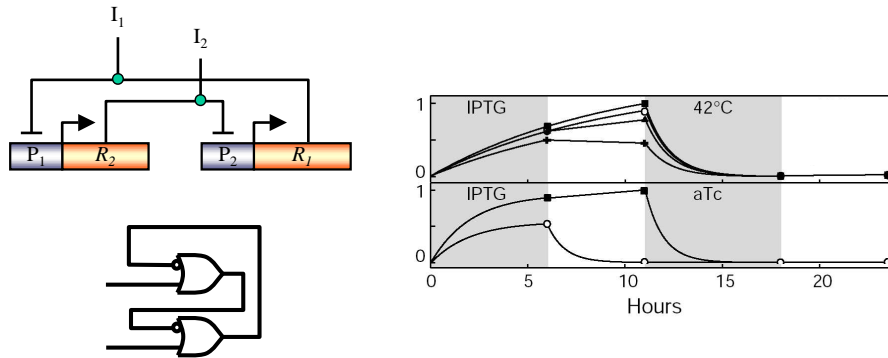 I₁
I₂
P₁ R₂ P₂ R₁
IPTG 42°C
1
0
IPTG aTc
1
0
0 5 10 15 20
Hours